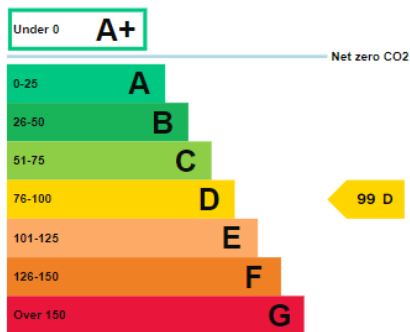 Under 0 A+
Net zero CO2
0-25 A
26-50 B
51-75 C
76-100 D 99 D
101-125 E
126-150 F
Over 150 G